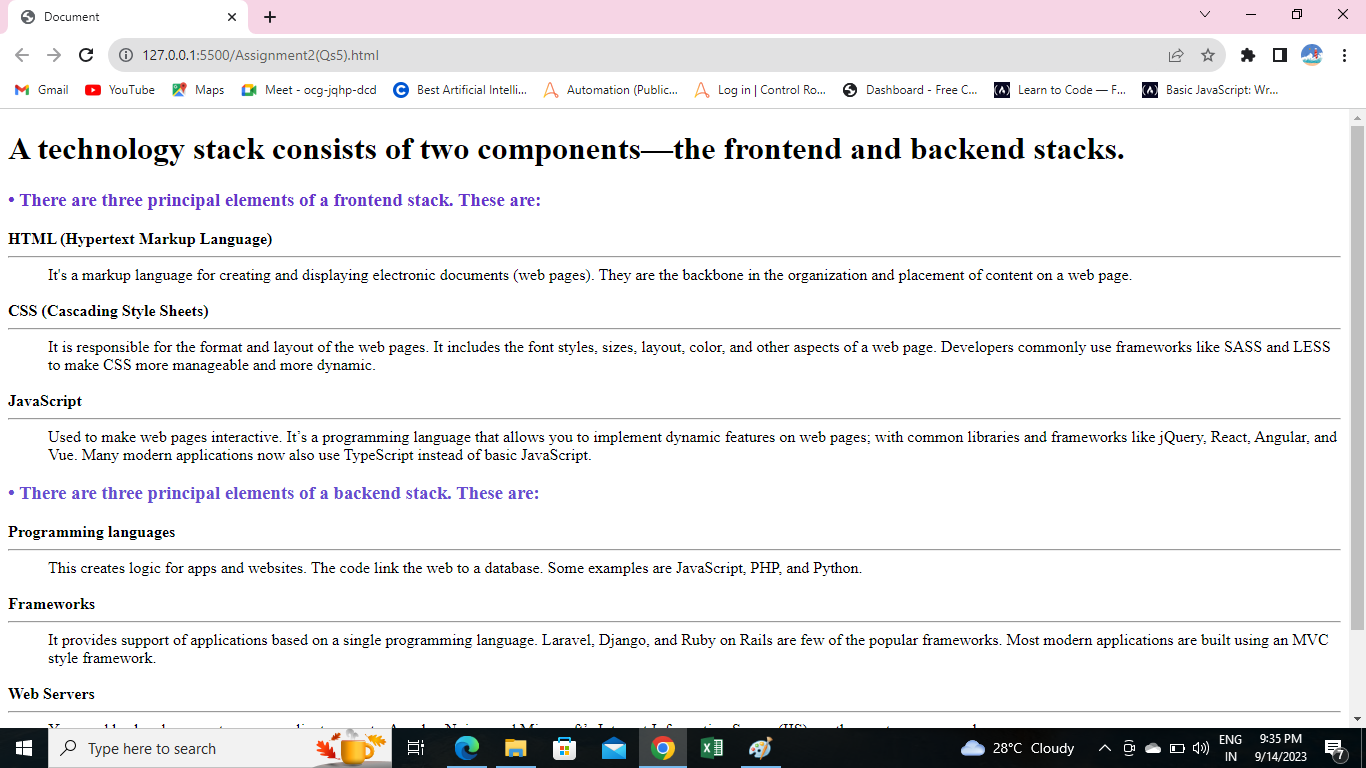 Document
127.0.0.1:5500/Assignment2(Qs5).html
Gmail YouTube Maps Meet - ocg-jqhp-dcd Best Artificial Intelli... Automation (Public... Log in | Control Ro... Dashboard - Free C... Learn to Code — F... Basic JavaScript: Wr...
A technology stack consists of two components—the frontend and backend stacks.
• There are three principal elements of a frontend stack. These are:
HTML (Hypertext Markup Language)
It's a markup language for creating and displaying electronic documents (web pages). They are the backbone in the organization and placement of content on a web page.
CSS (Cascading Style Sheets)
It is responsible for the format and layout of the web pages. It includes the font styles, sizes, layout, color, and other aspects of a web page. Developers commonly use frameworks like SASS and LESS
to make CSS more manageable and more dynamic.
JavaScript
Used to make web pages interactive. It’s a programming language that allows you to implement dynamic features on web pages; with common libraries and frameworks like jQuery, React, Angular, and
Vue. Many modern applications now also use TypeScript instead of basic JavaScript.
• There are three principal elements of a backend stack. These are:
Programming languages
This creates logic for apps and websites. The code link the web to a database. Some examples are JavaScript, PHP, and Python.
Frameworks
It provides support of applications based on a single programming language. Laravel, Django, and Ruby on Rails are few of the popular frameworks. Most modern applications are built using an MVC
style framework.
Web Servers
Type here to search
28°C Cloudy
ENG
IN
9:35 PM
9/14/2023
7